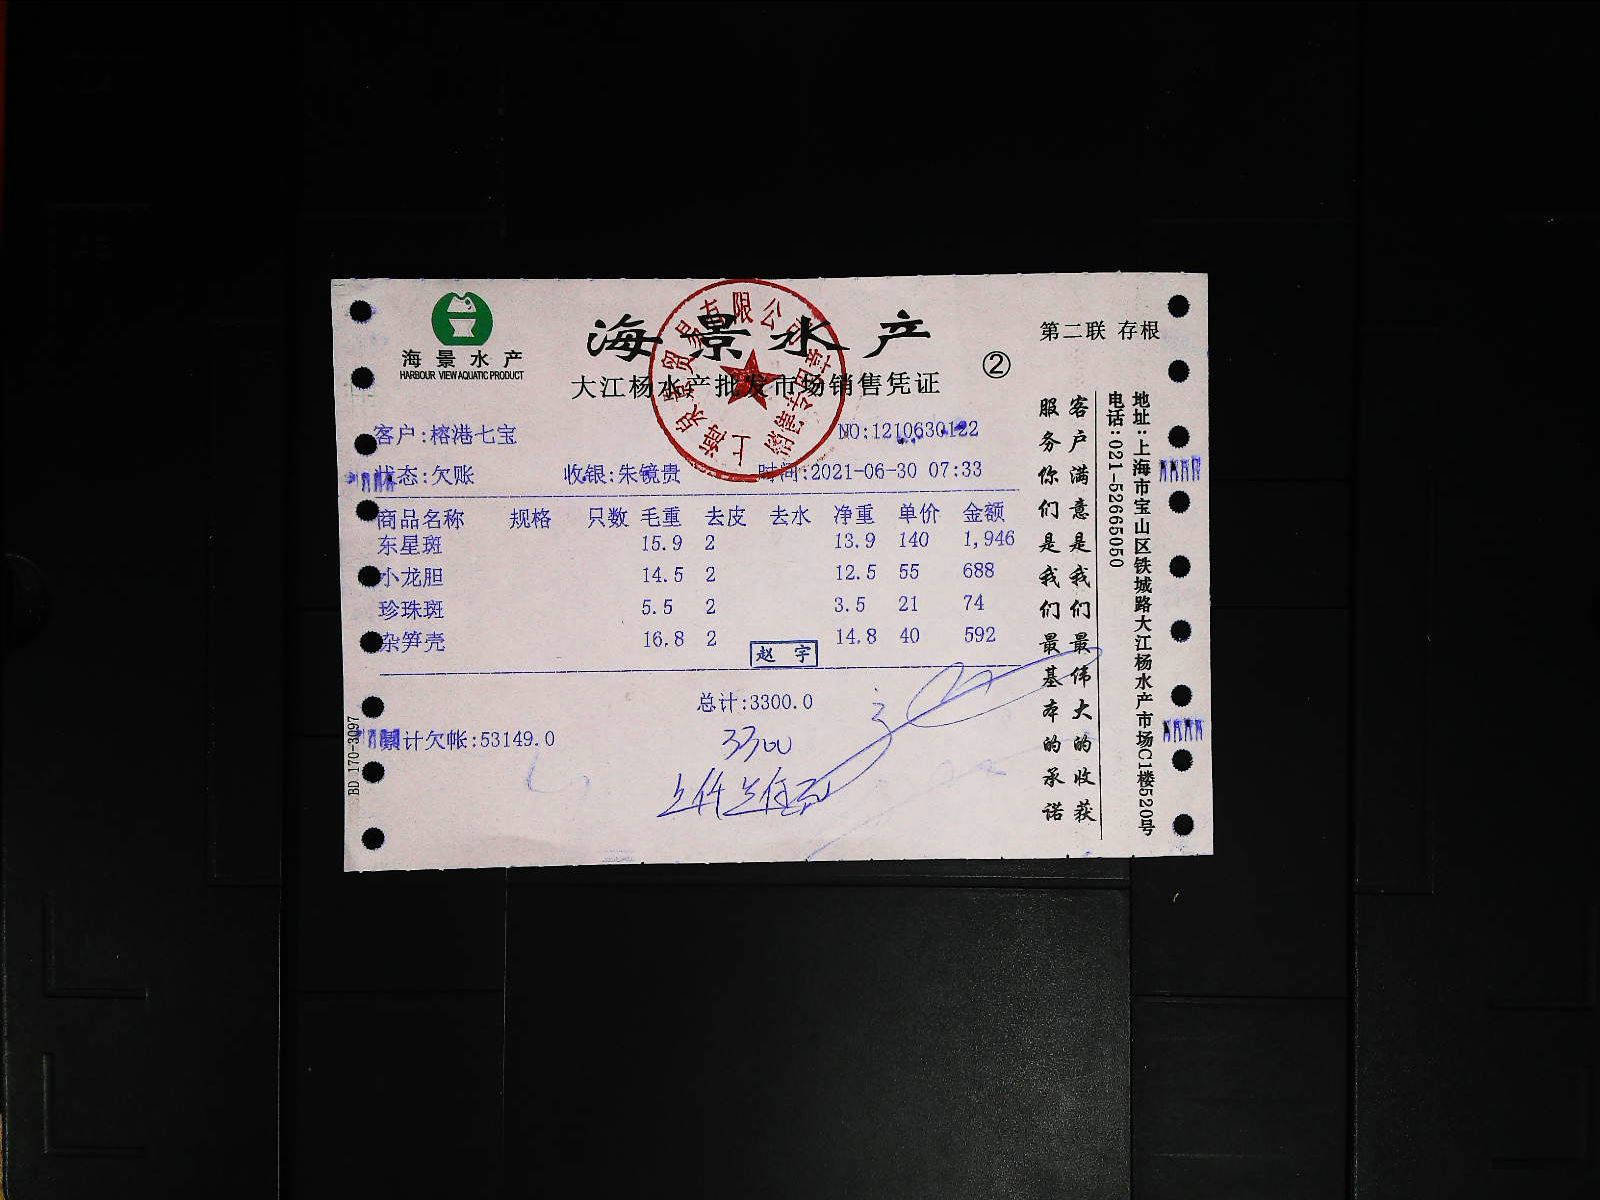 海景水产
HARBOUR VIEW AQUATIC PRODUCT
海景水产
大江杨水产批发市场销售凭证
②
第二联 存根
客户:榕港七宝
NO:1210630122
状态:欠账 收银:朱镜贵 时间:2021-06-30 07:33
商品名称 规格 只数 毛重 去皮 去水 净重 单价 金额
东星斑 15.9 2 13.9 140 1,946
小龙胆 14.5 2 12.5 55 688
珍珠斑 5.5 2 3.5 21 74
杂笋壳 16.8 2 14.8 40 592
赵宇
总计:3300.0
累计欠帐:53149.0
3300
BD 170-3097
客户满意是我们最伟大的收获
服务你们是我们最基本的承诺
地址:上海市宝山区铁城路大江杨水产市场C1楼520号
电话:021-52665050